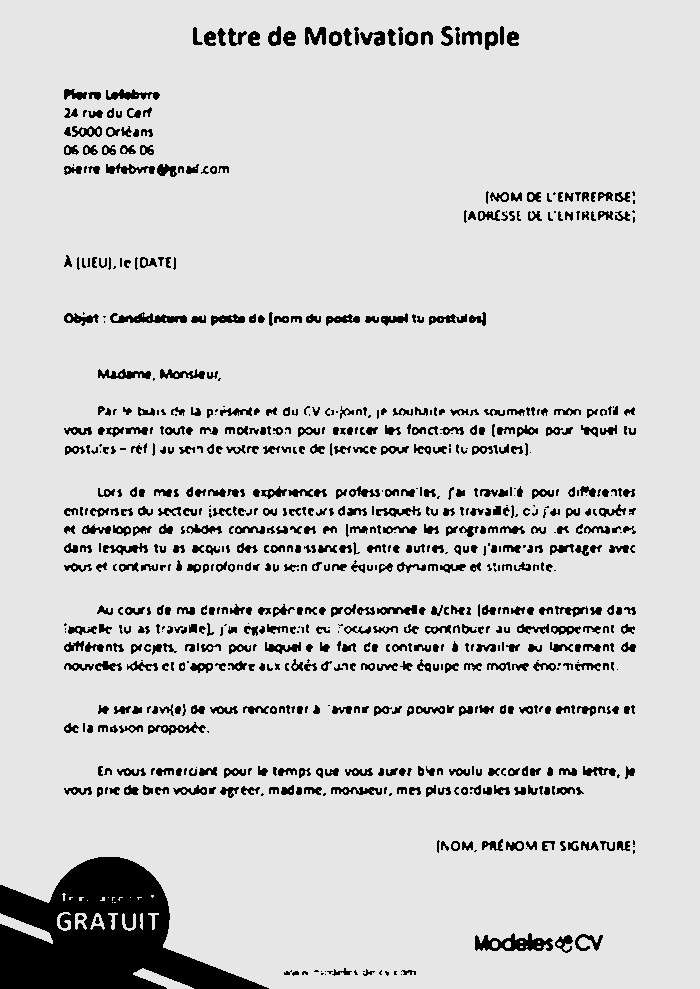 Lettre de Motivation Simple
Pierre Lefebvre
24 rue du Cerf
45000 Orléans
06 06 06 06 06
pierre lefebvre@gmail.com
[NOM DE L'ENTREPRISE]
[ADRESSE DE L'ENTREPRISE]
À [LIEU], le [DATE]
Objet : Candidature au poste de [nom du poste auquel tu postules]
Madame, Monsieur,
Par le biais de la présente et du CV ci-joint, je souhaite vous soumettre mon profil et
vous exprimer toute ma motivation pour exercer les fonctions de [emploi pour lequel tu
postules – réf ] au sein de votre service de [service pour lequel tu postules].
Lors de mes dernières expériences professionnelles, j'ai travaillé pour différentes
entreprises du secteur [secteur ou secteurs dans lesquels tu as travaillé], où j'ai pu acquérir
et développer de solides connaissances en [mentionne les programmes ou les domaines
dans lesquels tu as acquis des connaissances], entre autres, que j'aimerais partager avec
vous et continuer à approfondir au sein d'une équipe dynamique et stimulante.
Au cours de ma dernière expérience professionnelle à/chez [dernière entreprise dans
laquelle tu as travaillé], j'ai également eu l'occasion de contribuer au développement de
différents projets, raison pour laquelle le fait de continuer à travailler au lancement de
nouvelles idées et d'apprendre aux côtés d'une nouvelle équipe me motive énormément.
Je serai ravi(e) de vous rencontrer à l'avenir pour pouvoir parler de votre entreprise et
de la mission proposée.
En vous remerciant pour le temps que vous aurez bien voulu accorder à ma lettre, je
vous prie de bien vouloir agréer, madame, monsieur, mes plus cordiales salutations.
[NOM, PRÉNOM ET SIGNATURE]
GRATUIT
Modeles de CV
www.modeles-de-cv.com